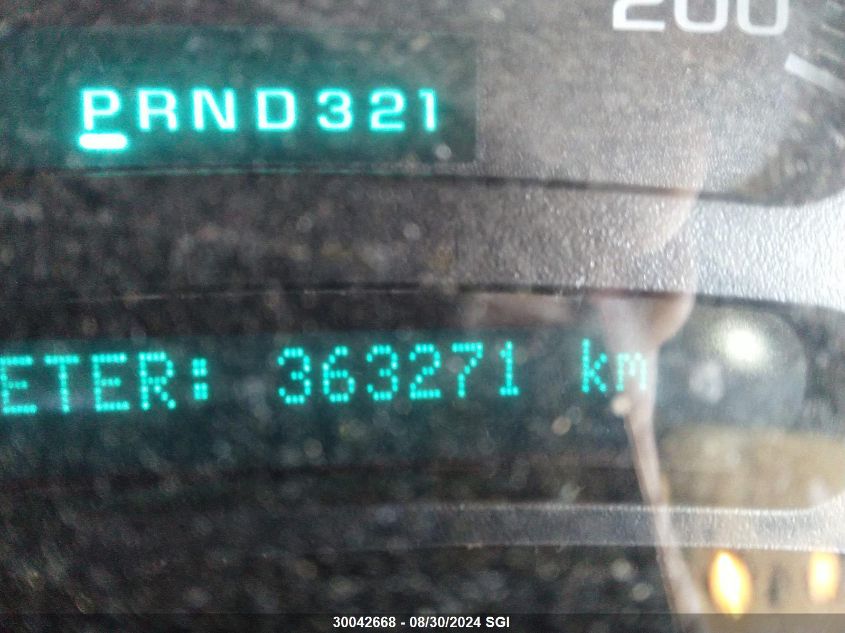 200
PRND321
ETER: 363271 km
30042668 - 08/30/2024 SGI